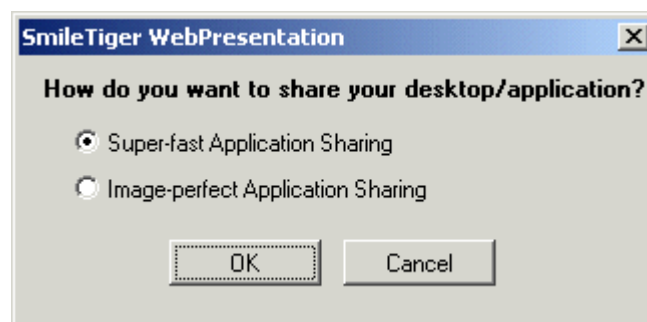 SmileTiger WebPresentation
How do you want to share your desktop/application?
Super-fast Application Sharing
Image-perfect Application Sharing
OK Cancel